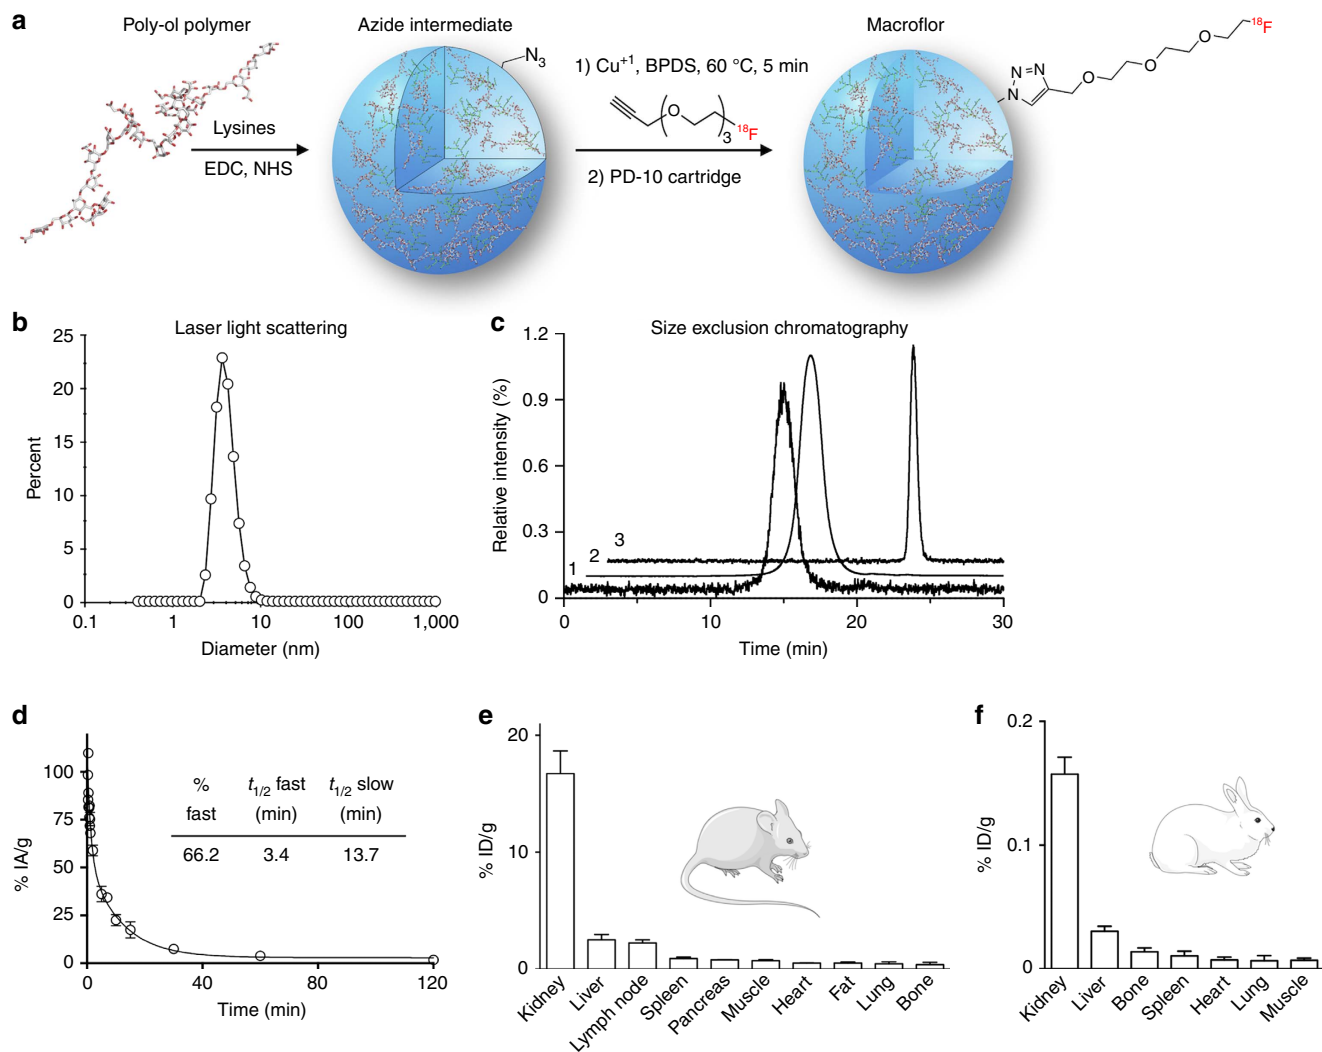 a
Poly-ol polymer
Azide intermediate
Macroflor
Lysines
EDC, NHS
N3
1) Cu+1, BPDS, 60 °C, 5 min
O
3
18F
2) PD-10 cartridge
N=N
N
O
O
O
18F
b
Laser light scattering
25
20
15
10
5
0
Percent
0.1 1 10 100 1,000
Diameter (nm)
c
Size exclusion chromatography
1.2
0.9
0.6
0.3
0
Relative intensity (%)
1 2 3
0 10 20 30
Time (min)
d
100
75
50
25
0
% IA/g
% fast
t1/2 fast (min)
t1/2 slow (min)
66.2 3.4 13.7
0 40 80 120
Time (min)
e
20
10
0
% ID/g
Kidney
Liver
Lymph node
Spleen
Pancreas
Muscle
Heart
Fat
Lung
Bone
f
0.2
0.1
0
% ID/g
Kidney
Liver
Bone
Spleen
Heart
Lung
Muscle